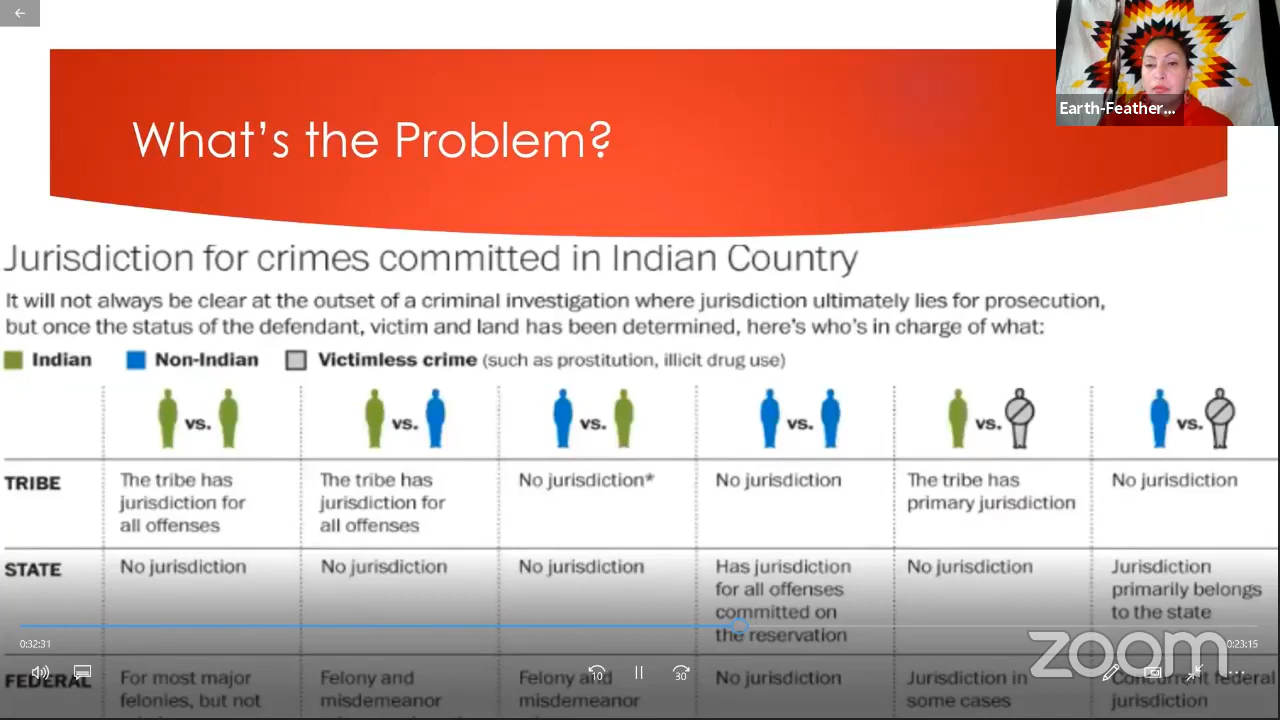 Earth-Feather...
What's the Problem?
Jurisdiction for crimes committed in Indian Country
It will not always be clear at the outset of a criminal investigation where jurisdiction ultimately lies for prosecution,
but once the status of the defendant, victim and land has been determined, here's who's in charge of what:
Indian Non-Indian Victimless crime (such as prostitution, illicit drug use)
vs. vs. vs. vs. vs. vs.
TRIBE
The tribe has
jurisdiction for
all offenses
The tribe has
jurisdiction for
all offenses
No jurisdiction*
No jurisdiction
The tribe has
primary jurisdiction
No jurisdiction
STATE
No jurisdiction
No jurisdiction
No jurisdiction
Has jurisdiction
for all offenses
committed on
the reservation
No jurisdiction
Jurisdiction
primarily belongs
to the state
FEDERAL
For most major
felonies, but not
Felony and
misdemeanor
Felony and
misdemeanor
No jurisdiction
Jurisdiction in
some cases
Concurrent federal
jurisdiction
0:32:31
0:23:15
10
30
zoom